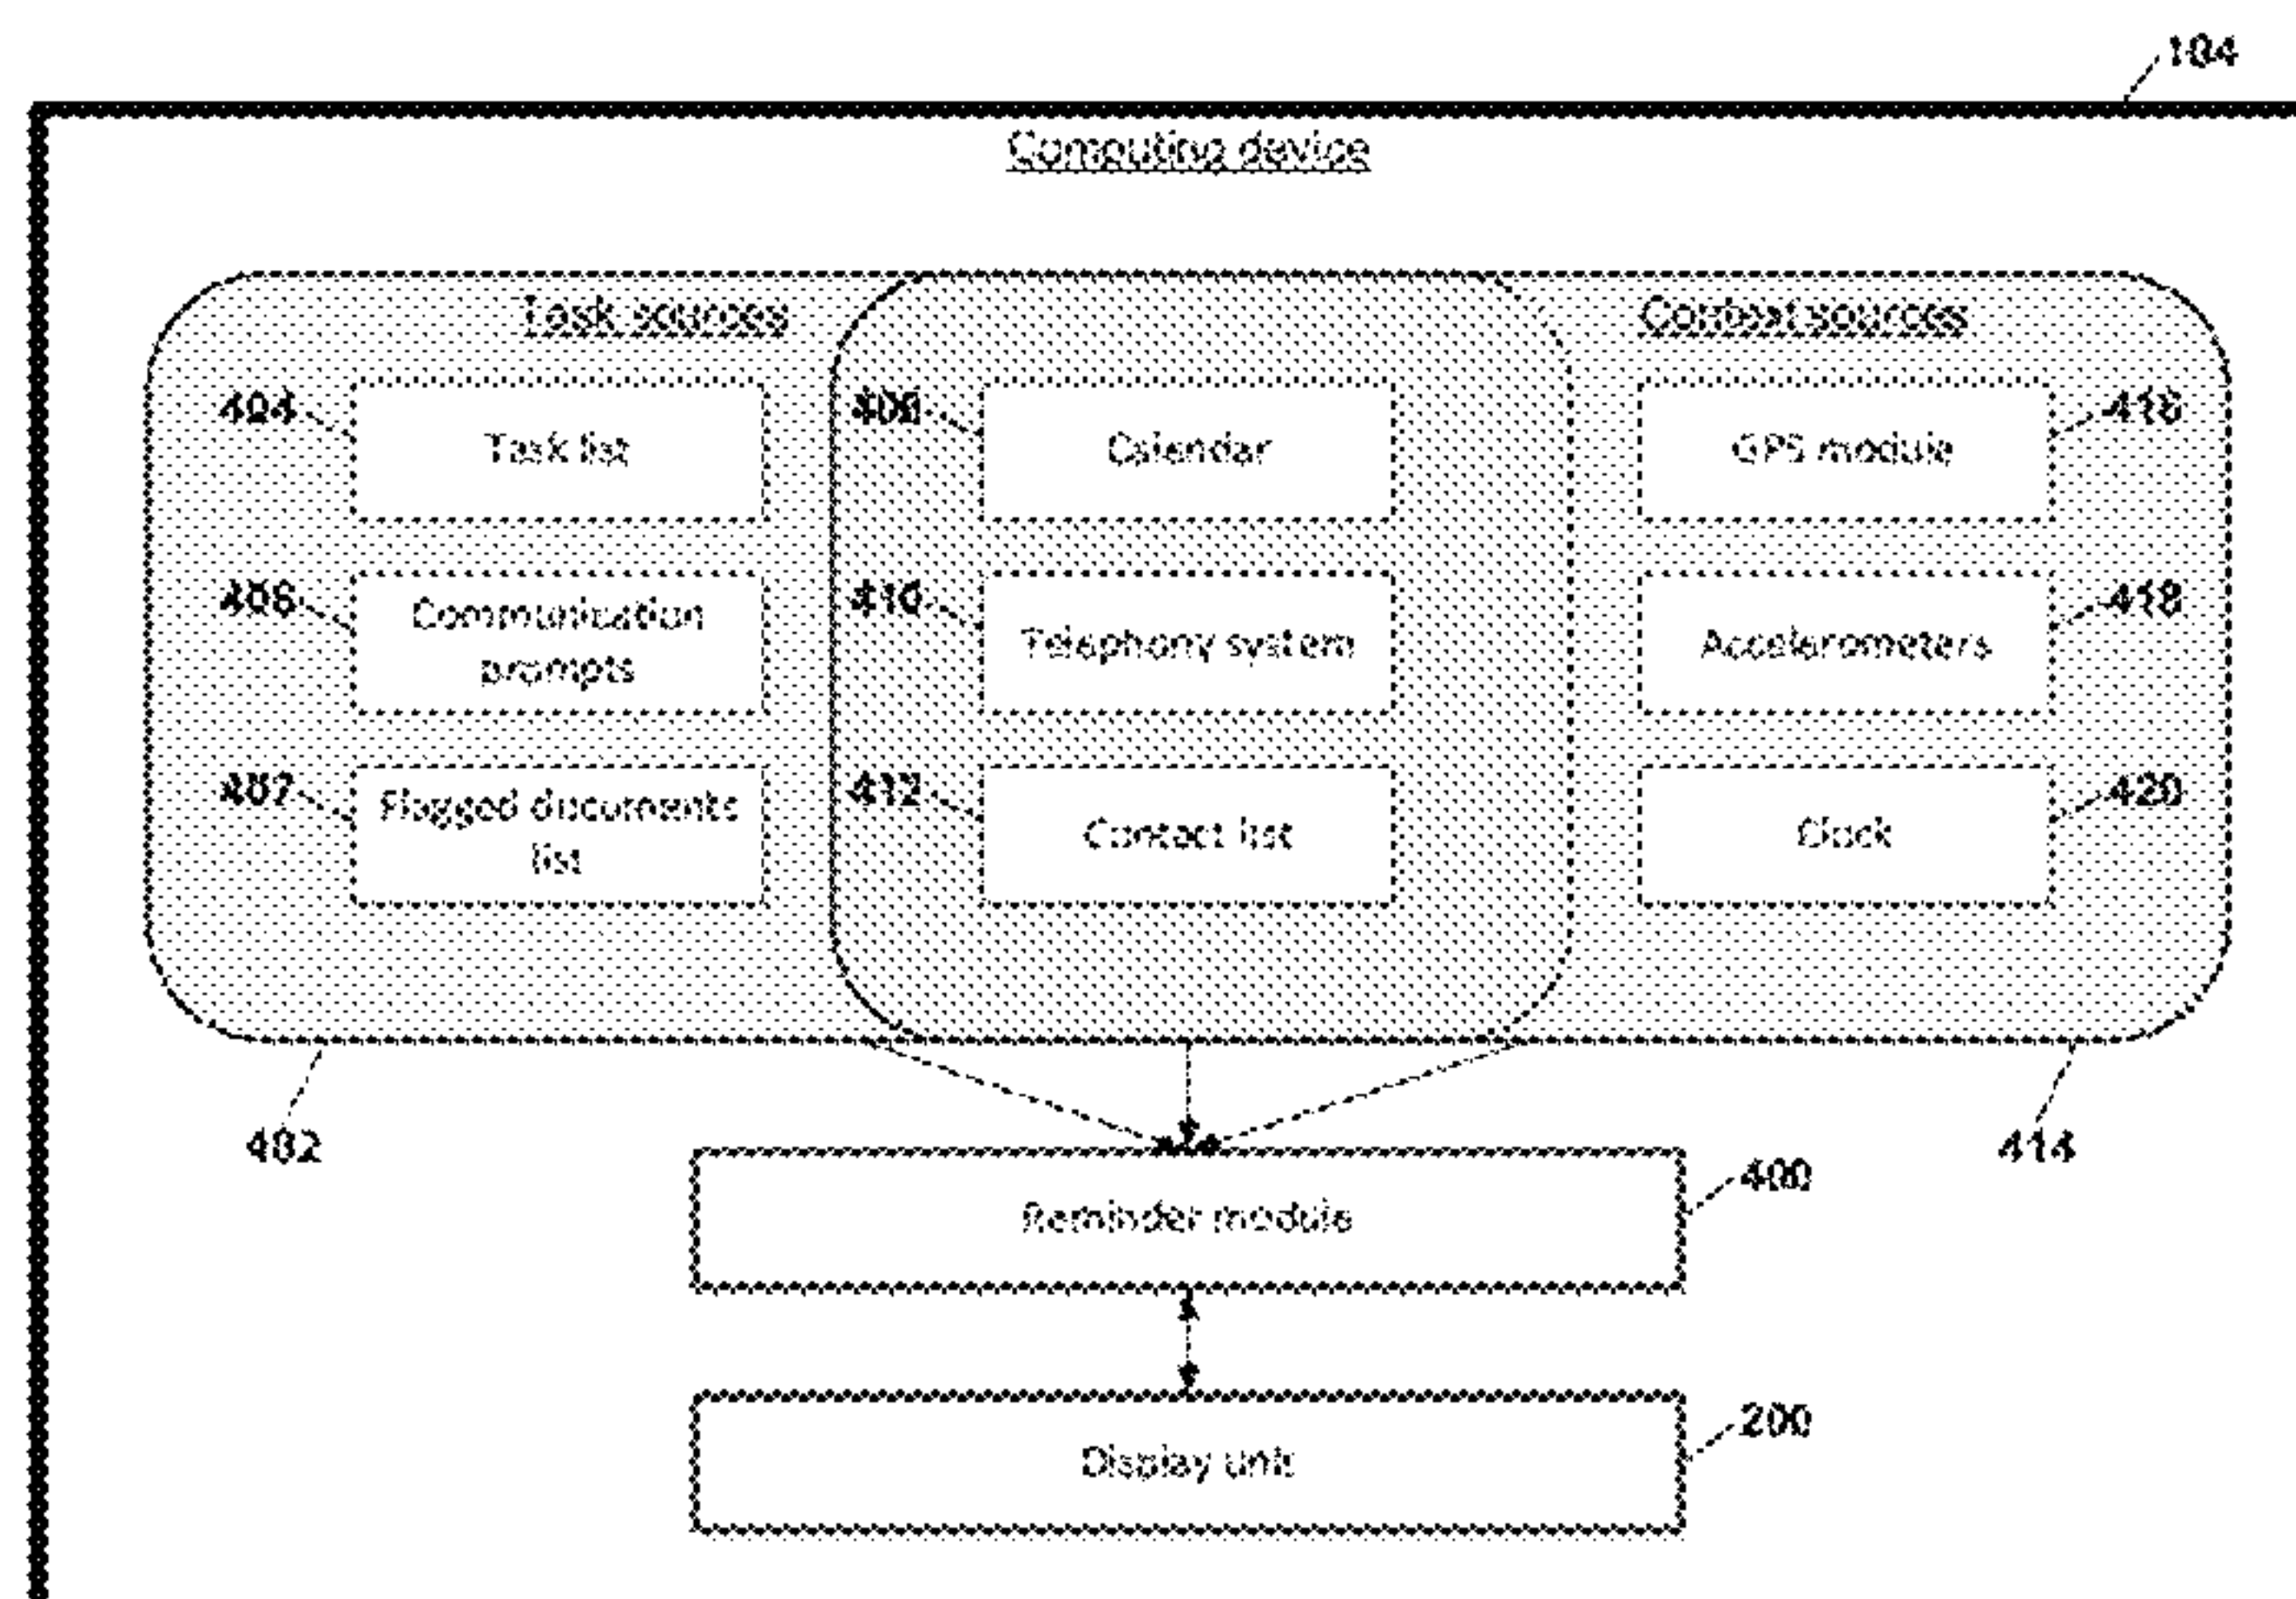 104
Computing device
Task sources
Context sources
404
Task list
Calendar
GPS module
416
406
Communication
prompts
410
Telephony system
Accelerometers
418
407
Flagged documents
list
412
Contact list
Clock
420
402
414
Reminder module
400
Display unit
200